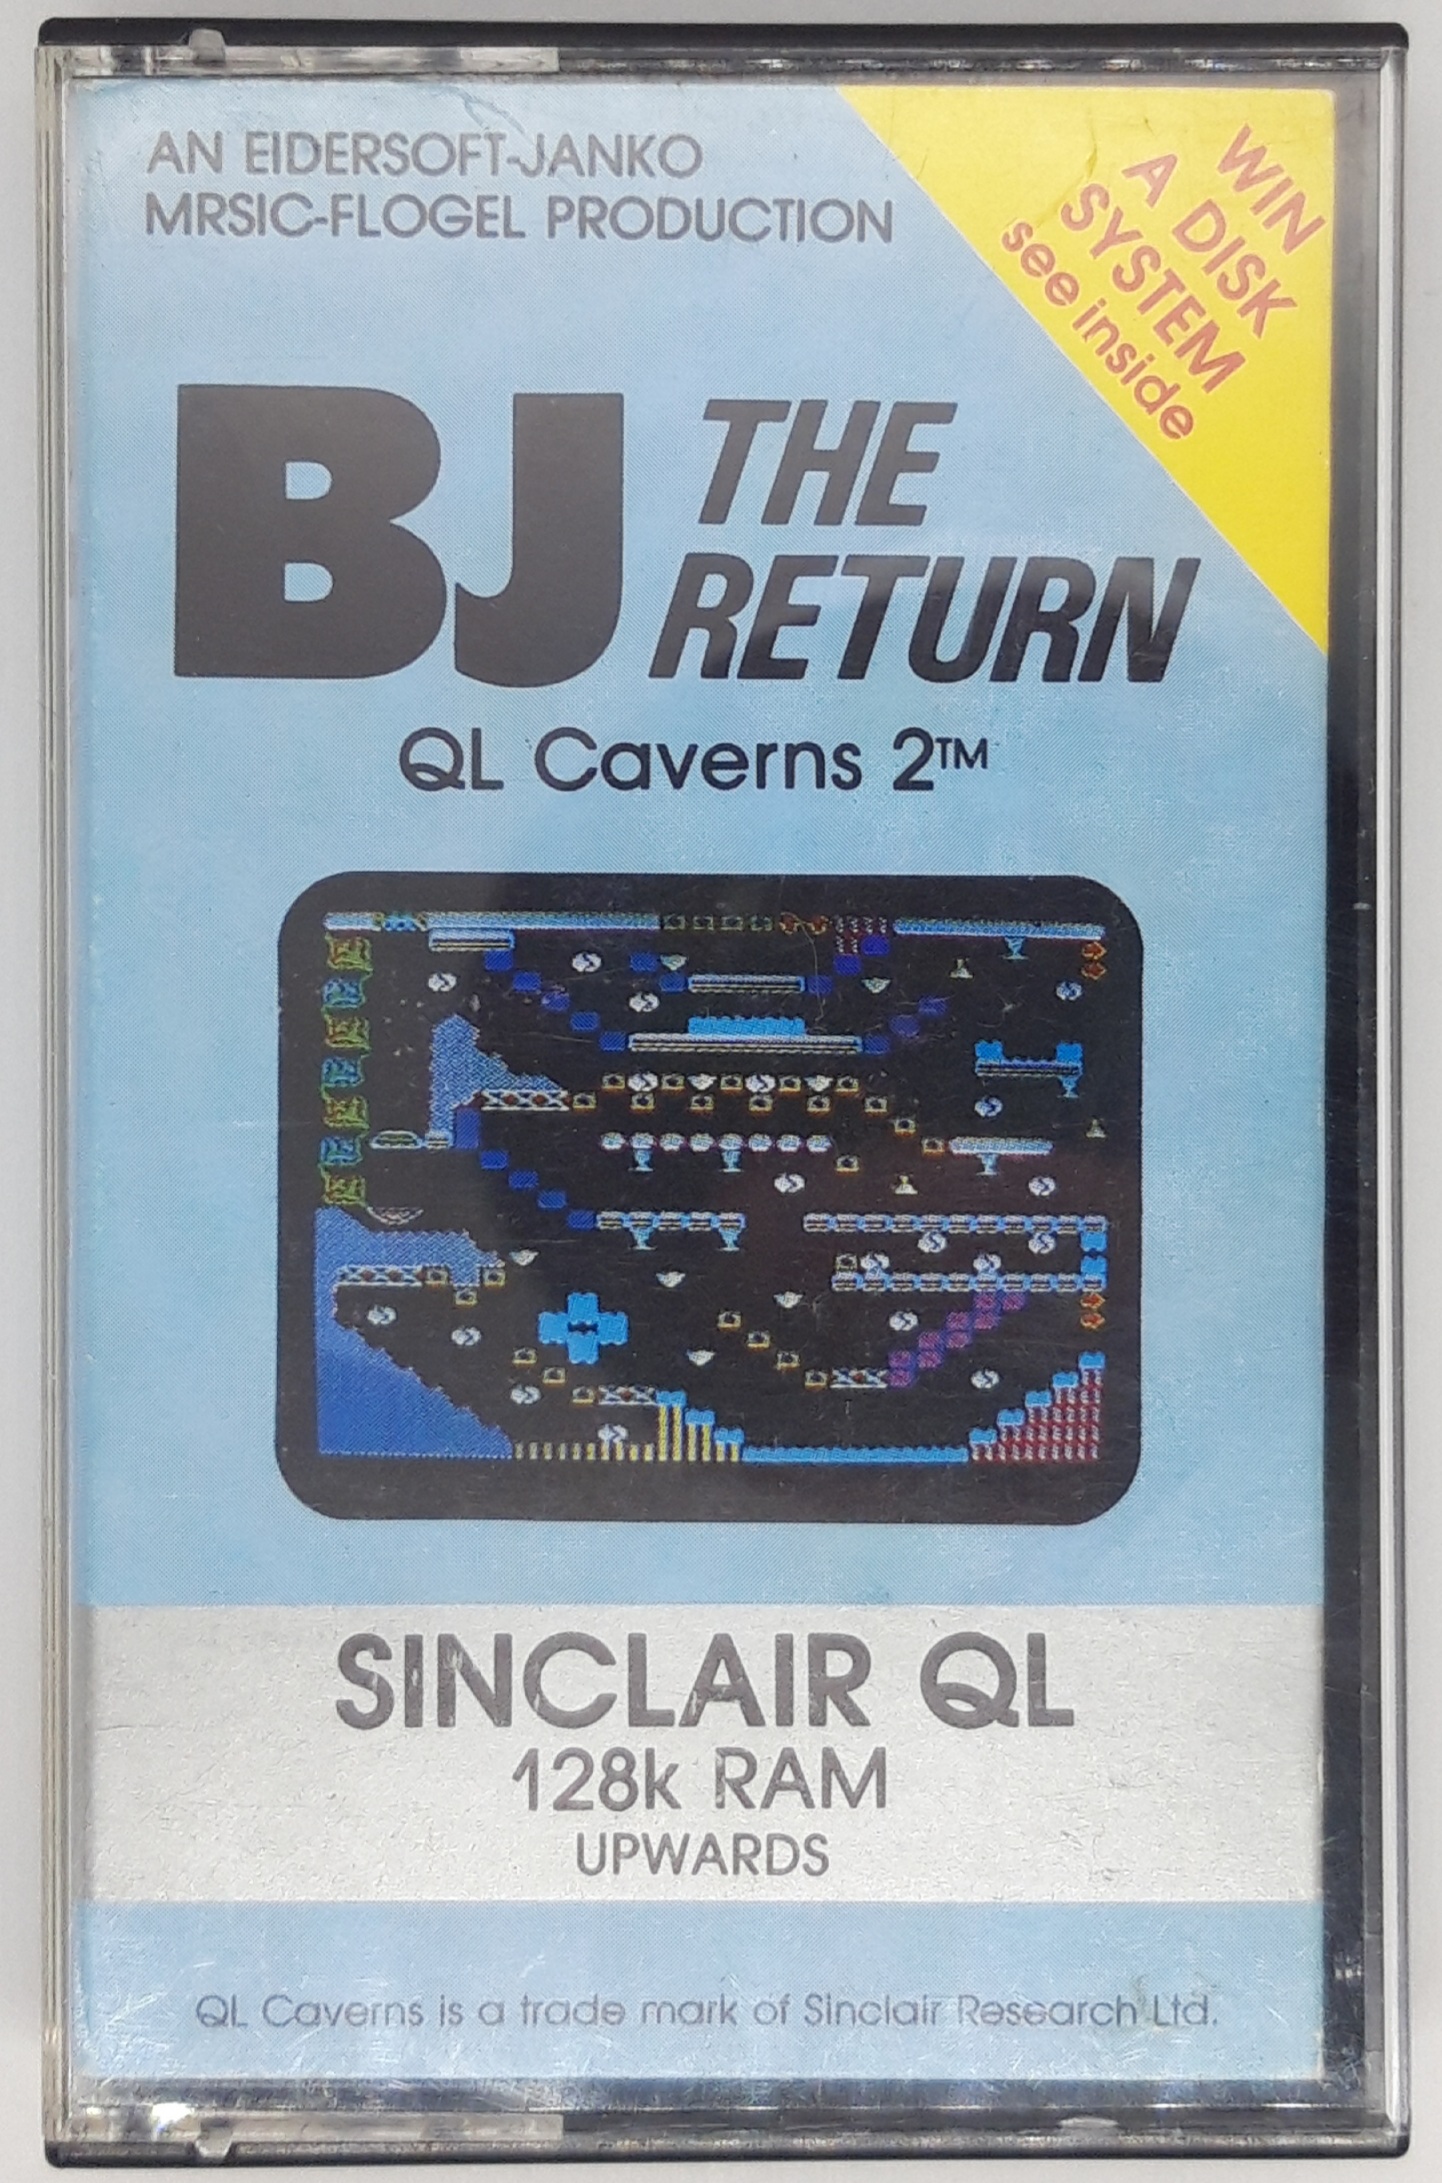 AN EIDERSOFT-JANKO
MRSIC-FLOGEL PRODUCTION
WIN
A DISK
SYSTEM
see inside
BJ THE
RETURN
QL Caverns 2™
SINCLAIR QL
128k RAM
UPWARDS
QL Caverns is a trade mark of Sinclair Research Ltd.